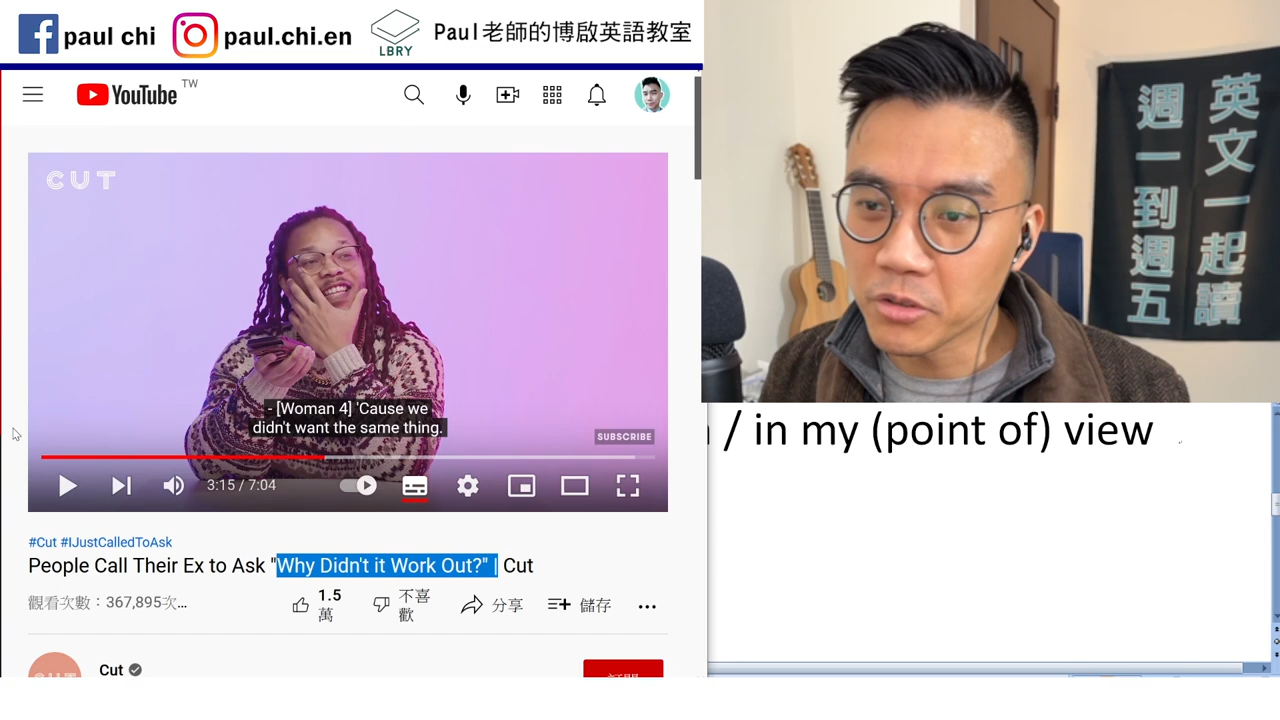 paul chi
paul.chi.en
LBRY
Paul老師的博啟英語教室
YouTube TW
CUT
- [Woman 4] 'Cause we
didn't want the same thing.
SUBSCRIBE
3:15 / 7:04
#Cut #IJustCalledToAsk
People Call Their Ex to Ask "Why Didn't it Work Out?" | Cut
觀看次數：367,895次...
1.5
萬
不喜
歡
分享
儲存
Cut
英文一起讀
週一到週五
/ in my (point of) view